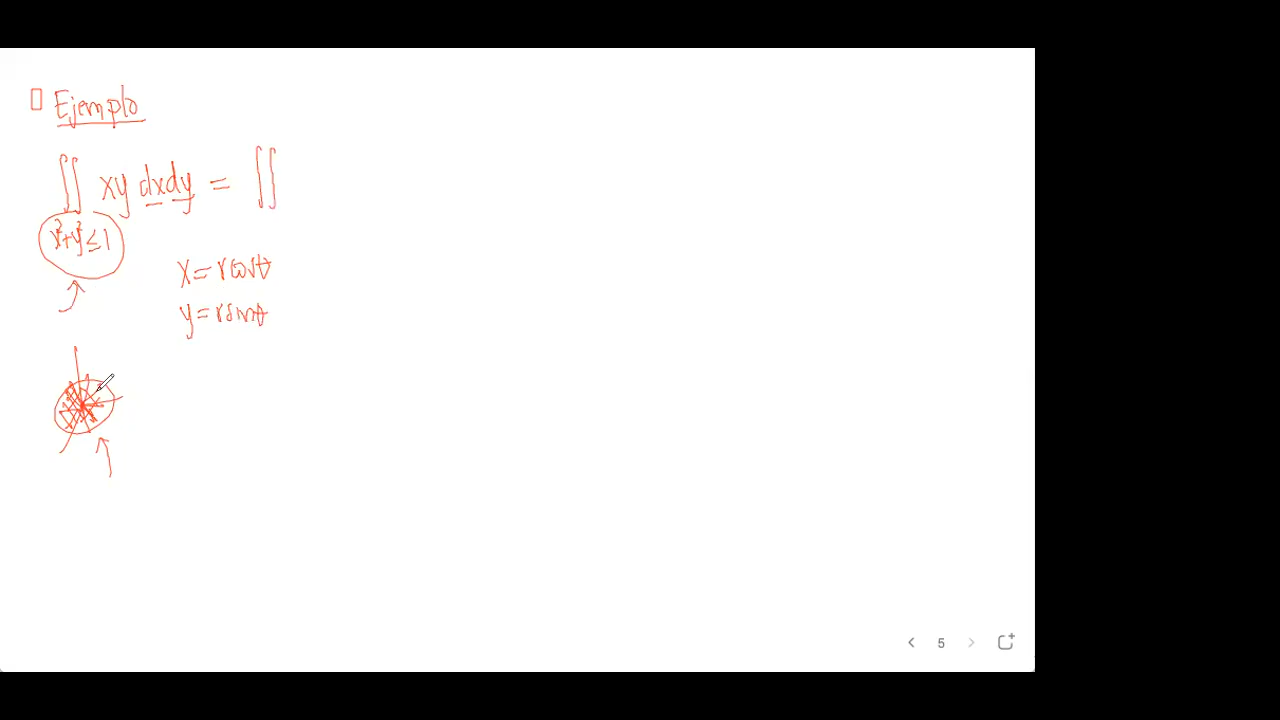 Ejemplo
∬ xy dxdy = ∬
x²+y² ≤ 1
x = r cos θ
y = r sin θ
5